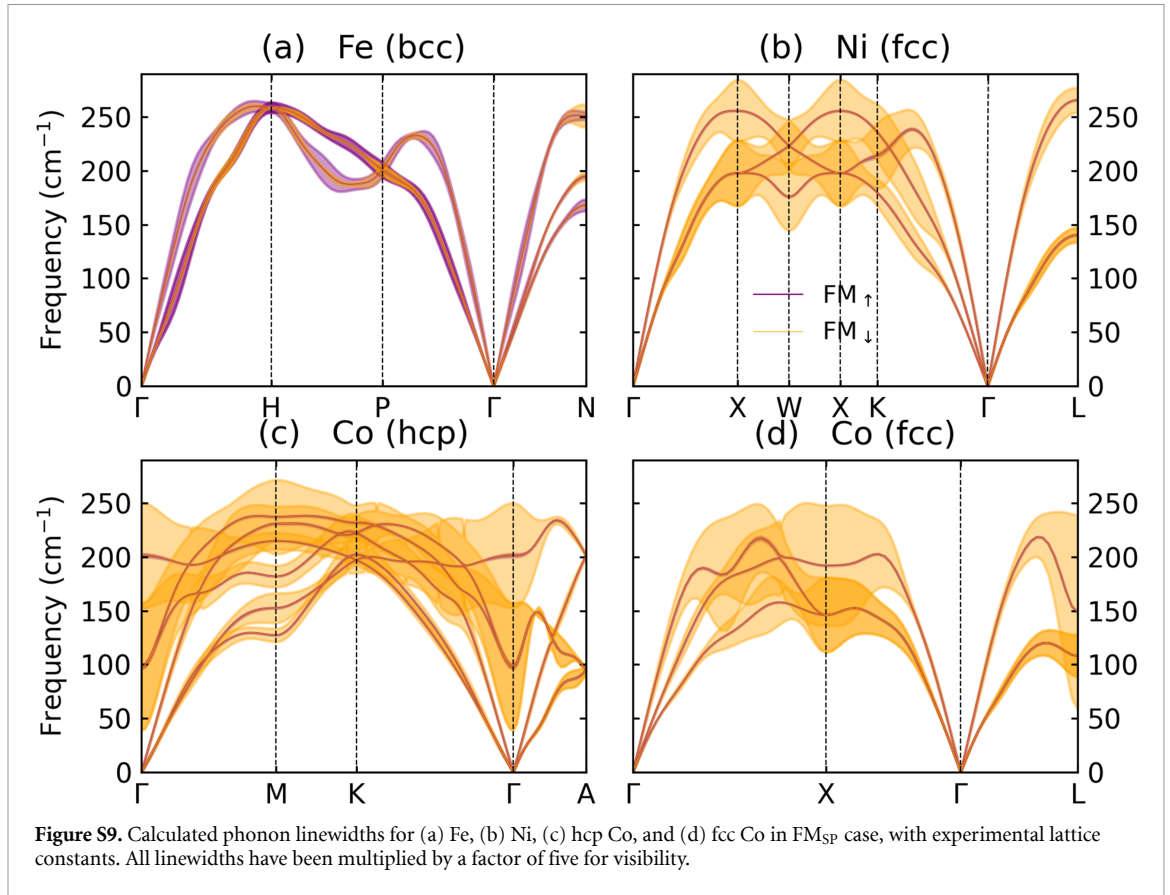 (a) Fe (bcc)
(b) Ni (fcc)
Frequency (cm⁻¹)
250
200
150
100
50
0
Γ H P Γ N
FM↑
FM↓
250
200
150
100
50
0
Γ X W X K Γ L
(c) Co (hcp)
(d) Co (fcc)
Frequency (cm⁻¹)
250
200
150
100
50
0
Γ M K Γ A
250
200
150
100
50
0
Γ X Γ L
Figure S9. Calculated phonon linewidths for (a) Fe, (b) Ni, (c) hcp Co, and (d) fcc Co in FM_SP case, with experimental lattice
constants. All linewidths have been multiplied by a factor of five for visibility.